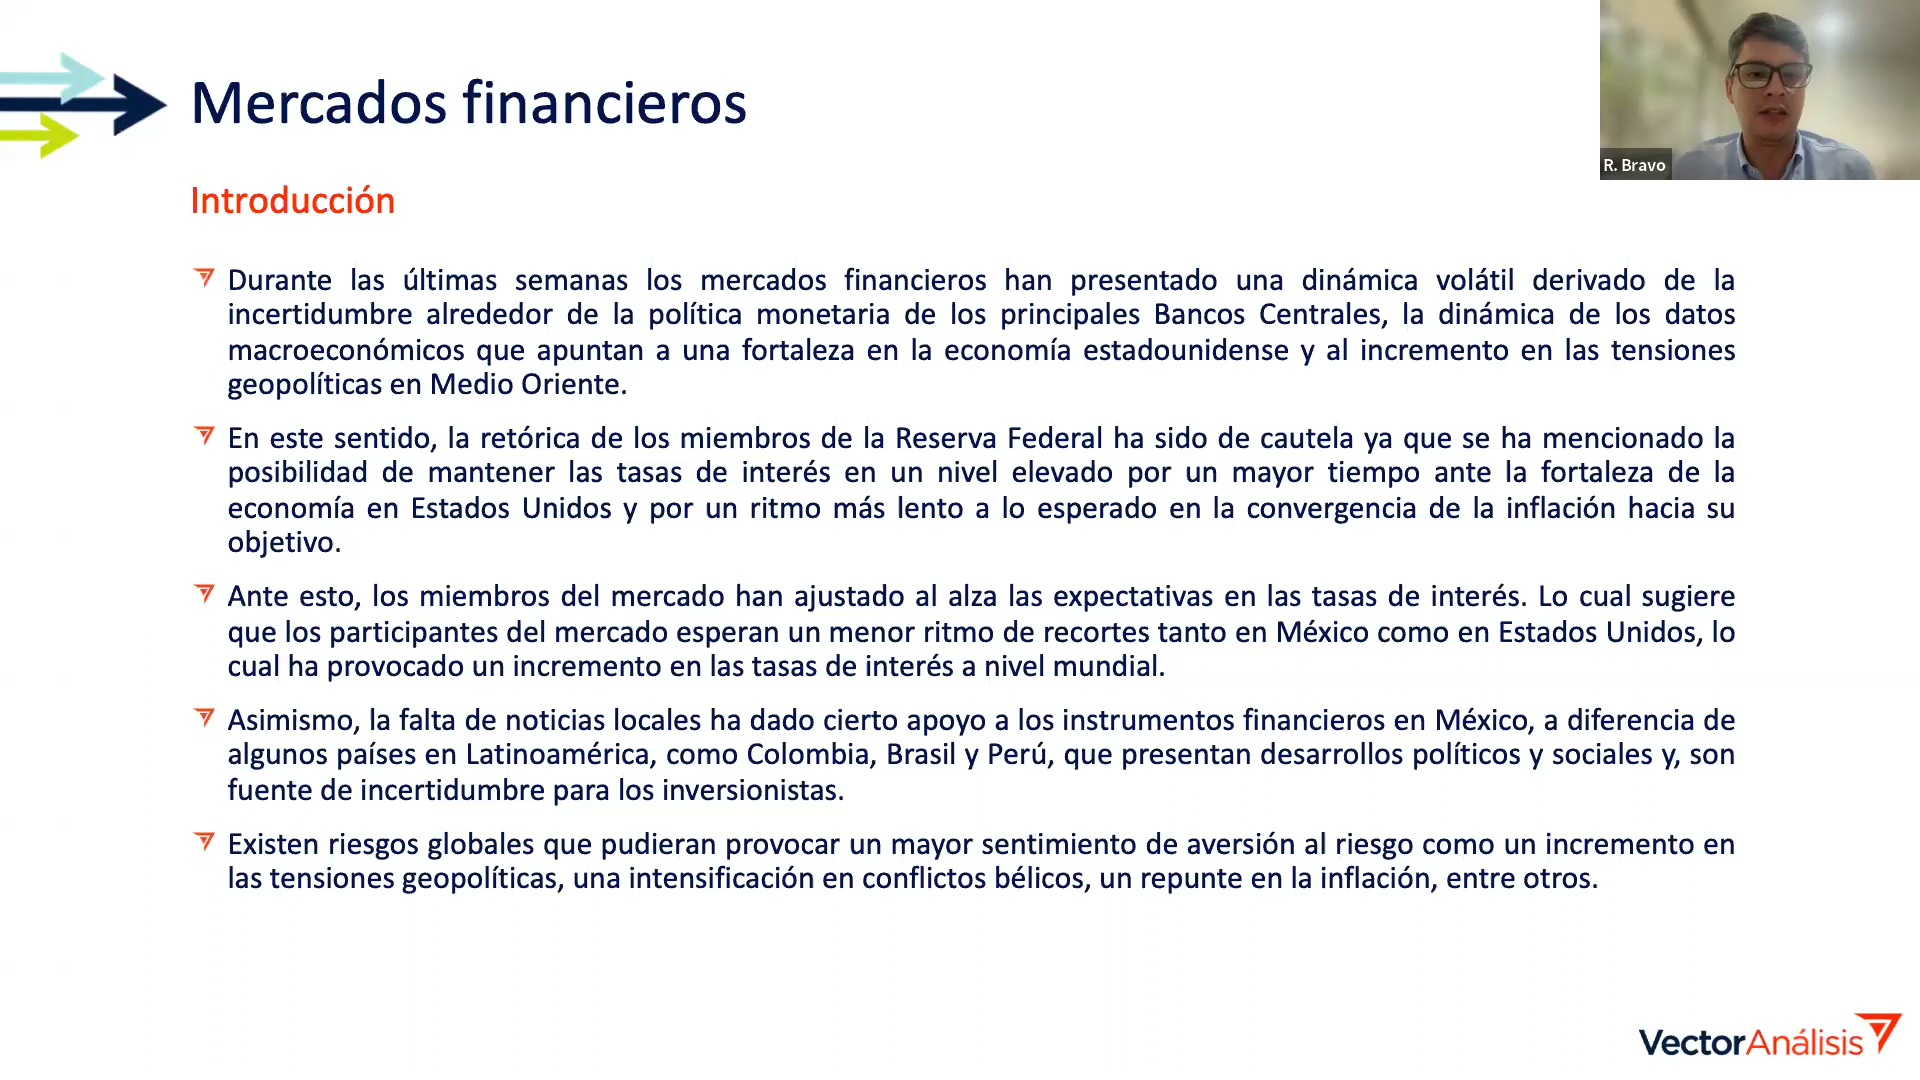 Mercados financieros
R. Bravo
Introducción
Durante las últimas semanas los mercados financieros han presentado una dinámica volátil derivado de la
incertidumbre alrededor de la política monetaria de los principales Bancos Centrales, la dinámica de los datos
macroeconómicos que apuntan a una fortaleza en la economía estadounidense y al incremento en las tensiones
geopolíticas en Medio Oriente.
En este sentido, la retórica de los miembros de la Reserva Federal ha sido de cautela ya que se ha mencionado la
posibilidad de mantener las tasas de interés en un nivel elevado por un mayor tiempo ante la fortaleza de la
economía en Estados Unidos y por un ritmo más lento a lo esperado en la convergencia de la inflación hacia su
objetivo.
Ante esto, los miembros del mercado han ajustado al alza las expectativas en las tasas de interés. Lo cual sugiere
que los participantes del mercado esperan un menor ritmo de recortes tanto en México como en Estados Unidos, lo
cual ha provocado un incremento en las tasas de interés a nivel mundial.
Asimismo, la falta de noticias locales ha dado cierto apoyo a los instrumentos financieros en México, a diferencia de
algunos países en Latinoamérica, como Colombia, Brasil y Perú, que presentan desarrollos políticos y sociales y, son
fuente de incertidumbre para los inversionistas.
Existen riesgos globales que pudieran provocar un mayor sentimiento de aversión al riesgo como un incremento en
las tensiones geopolíticas, una intensificación en conflictos bélicos, un repunte en la inflación, entre otros.
VectorAnálisis